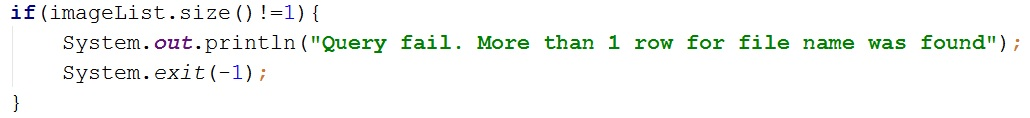 if(imageList.size()!=1){
    System.out.println("Query fail. More than 1 row for file name was found");
    System.exit(-1);
}